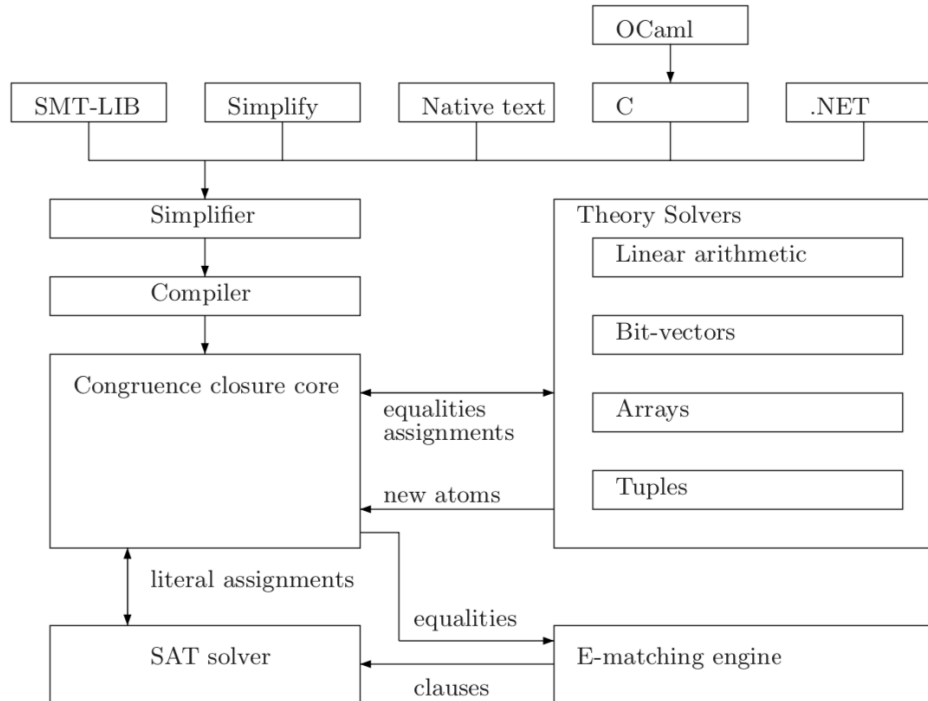 OCaml
SMT-LIB
Simplify
Native text
C
.NET
Simplifier
Theory Solvers
Linear arithmetic
Compiler
Bit-vectors
Congruence closure core
equalities
assignments
Arrays
new atoms
Tuples
literal assignments
equalities
SAT solver
E-matching engine
clauses